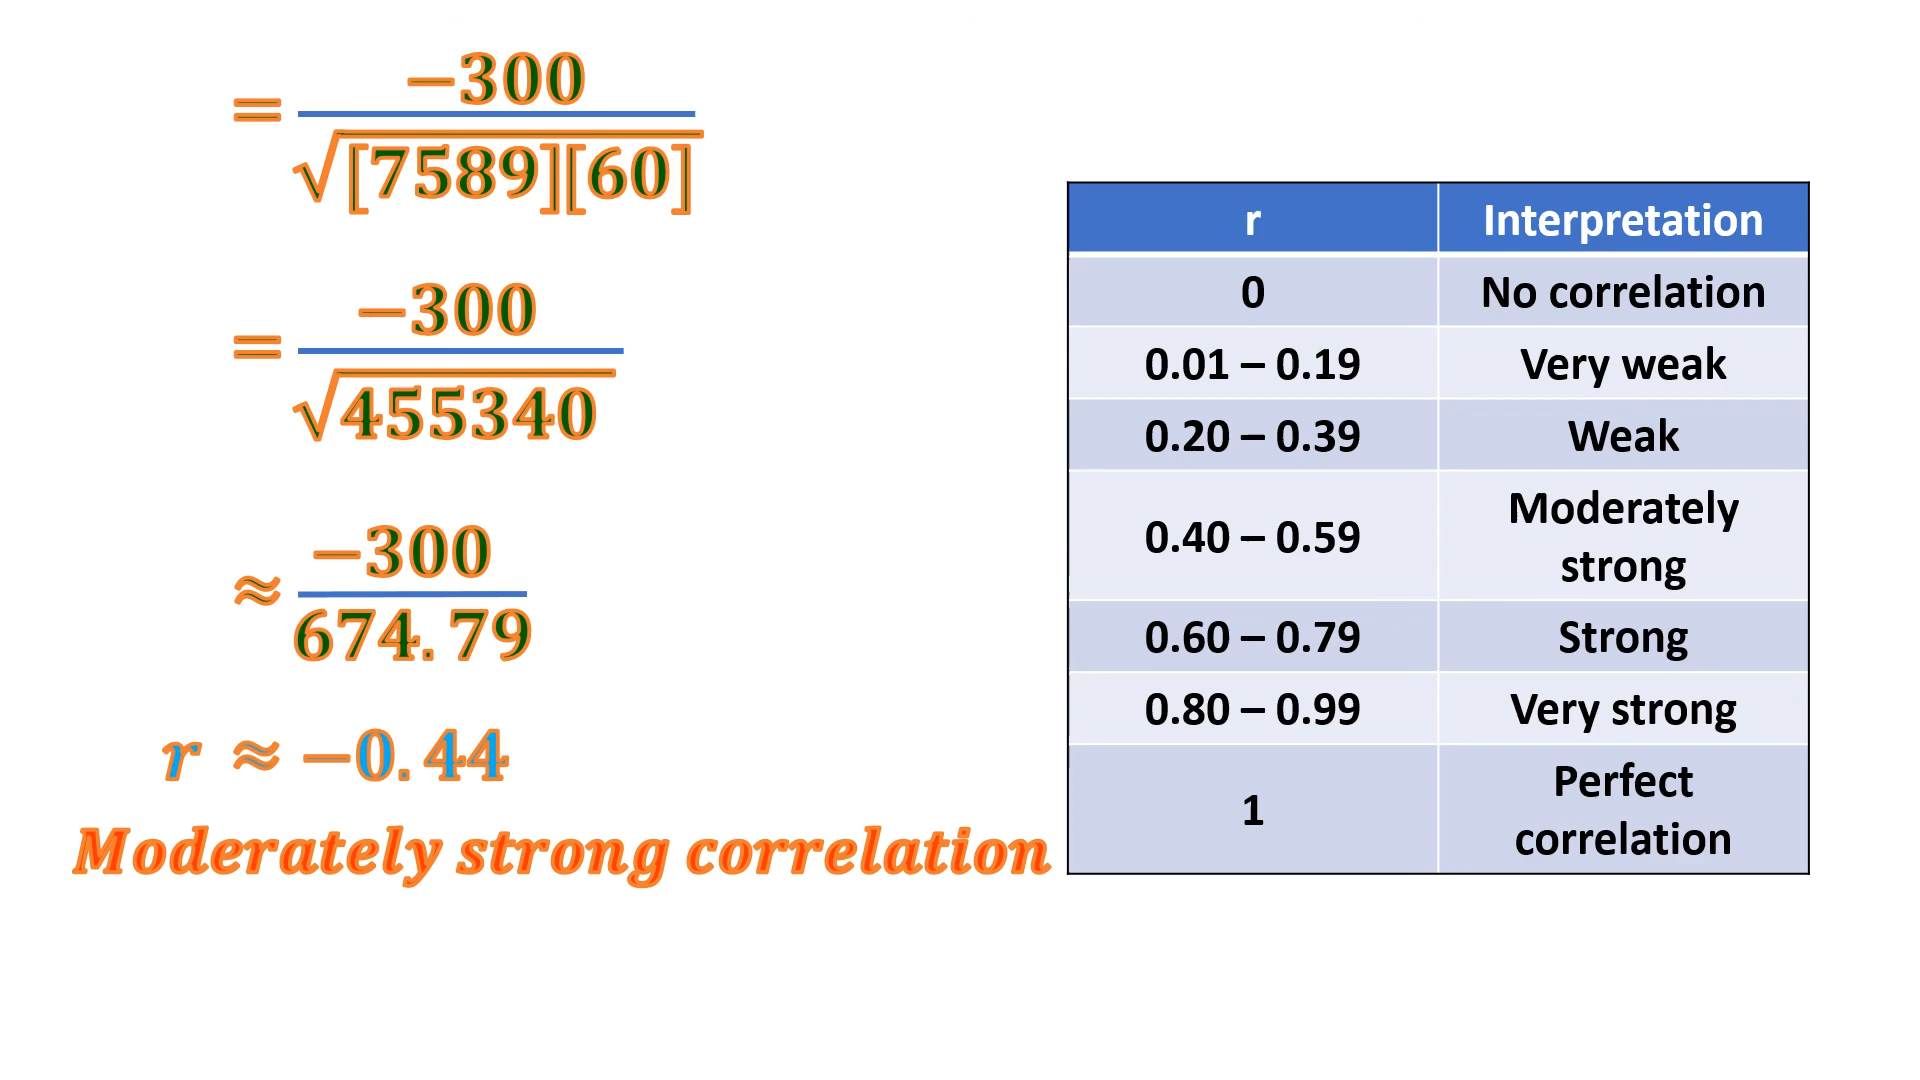 = −300
√[7589][60]
= −300
√455340
≈ −300
674.79
r ≈ −0.44
Moderately strong correlation
r Interpretation
0 No correlation
0.01 – 0.19 Very weak
0.20 – 0.39 Weak
0.40 – 0.59 Moderately
strong
0.60 – 0.79 Strong
0.80 – 0.99 Very strong
1 Perfect
correlation